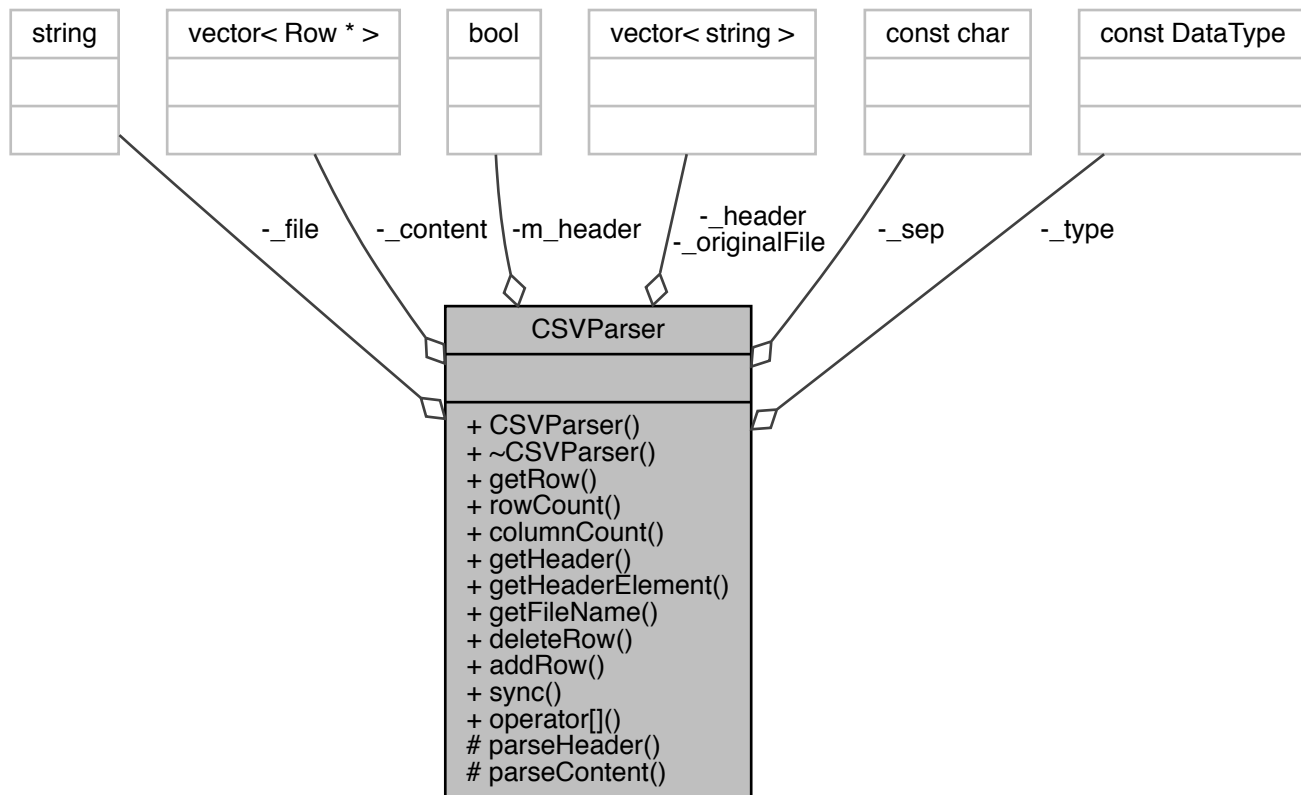 string
vector< Row * >
bool
vector< string >
const char
const DataType
-_file
-_content
-m_header
-_header
-_originalFile
-_sep
-_type
CSVParser
+ CSVParser()
+ ~CSVParser()
+ getRow()
+ rowCount()
+ columnCount()
+ getHeader()
+ getHeaderElement()
+ getFileName()
+ deleteRow()
+ addRow()
+ sync()
+ operator[]()
# parseHeader()
# parseContent()